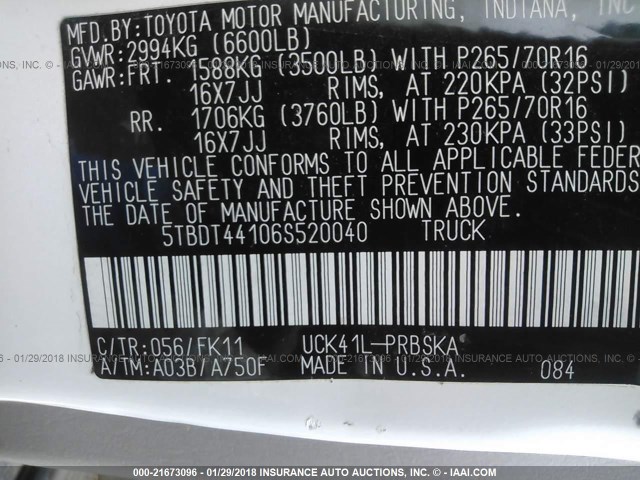 MFD.BY:TOYOTA MOTOR MANUFACTURING, INDIANA, INC
GVWR:2994KG (6600LB)
GAWR:FRT. 1588KG (3500LB) WITH P265/70R16
16X7JJ RIMS, AT 220KPA (32PSI)
RR. 1706KG (3760LB) WITH P265/70R16
16X7JJ RIMS, AT 230KPA (33PSI)
THIS VEHICLE CONFORMS TO ALL APPLICABLE FEDER
VEHICLE SAFETY AND THEFT PREVENTION STANDARDS
THE DATE OF MANUFACTURE SHOWN ABOVE.
5TBDT44106S520040 TRUCK
C/TR:056/FK11 UCK41L-PRBSKA
A/TM:A03B/A750F MADE IN U.S.A. 084
000-21673096 - 01/29/2018 INSURANCE AUTO AUCTIONS - © - IAAI.COM